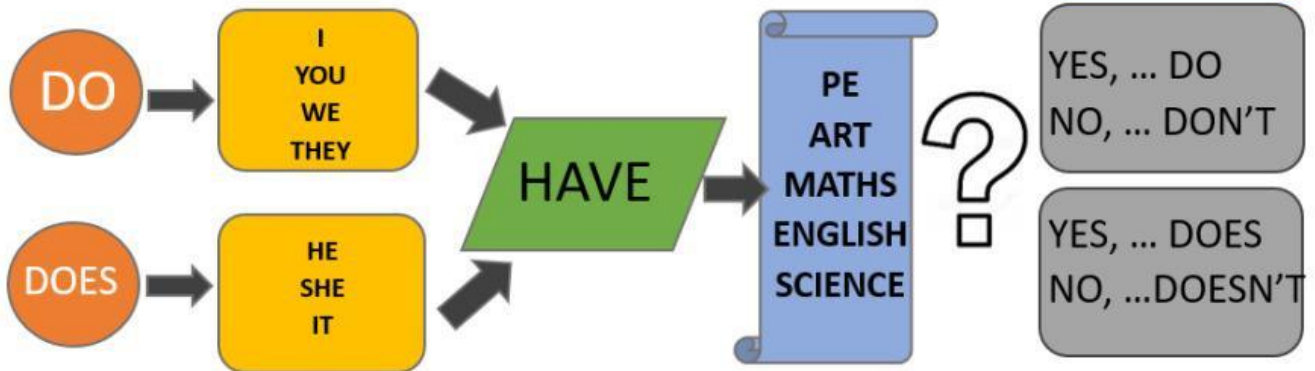 DO
I
YOU
WE
THEY
DOES
HE
SHE
IT
HAVE
PE
ART
MATHS
ENGLISH
SCIENCE
?
YES, ... DO
NO, ... DON'T
YES, ... DOES
NO, ...DOESN'T